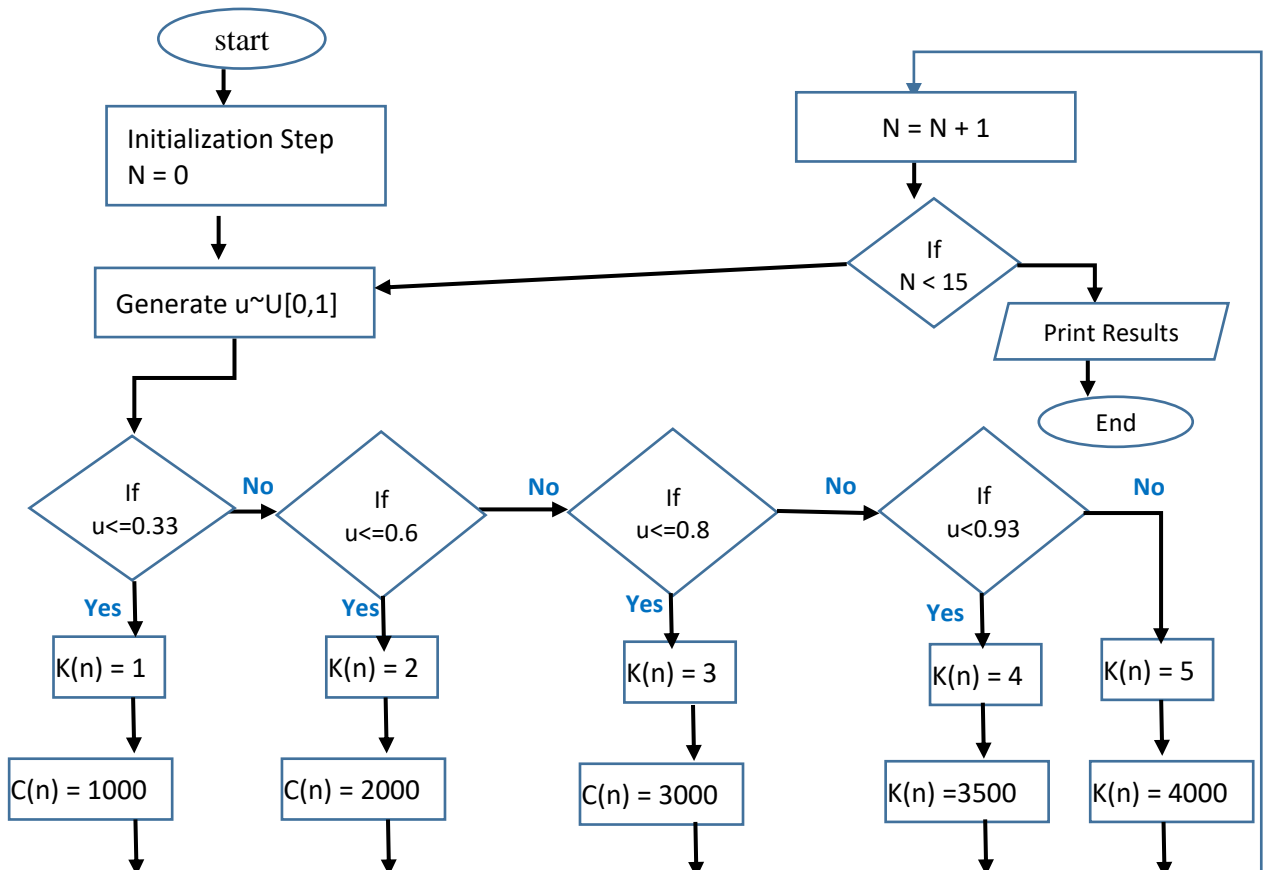 start
Initialization Step
N = 0
N = N + 1
Generate u~U[0,1]
If
N < 15
Print Results
End
If
u<=0.33
No
If
u<=0.6
No
If
u<=0.8
No
If
u<0.93
No
Yes
Yes
Yes
Yes
K(n) = 1
K(n) = 2
K(n) = 3
K(n) = 4
K(n) = 5
C(n) = 1000
C(n) = 2000
C(n) = 3000
K(n) =3500
K(n) = 4000